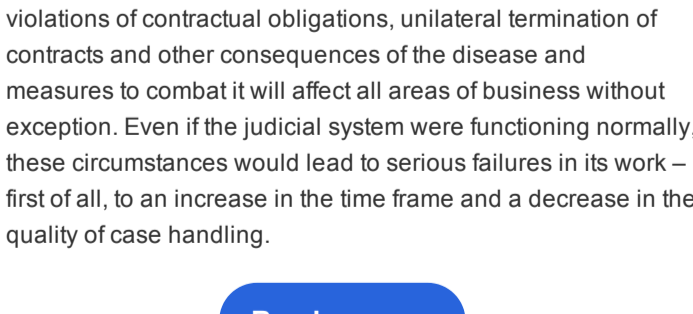 violations of contractual obligations, unilateral termination of
contracts and other consequences of the disease and
measures to combat it will affect all areas of business without
exception. Even if the judicial system were functioning normally,
these circumstances would lead to serious failures in its work –
first of all, to an increase in the time frame and a decrease in the
quality of case handling.